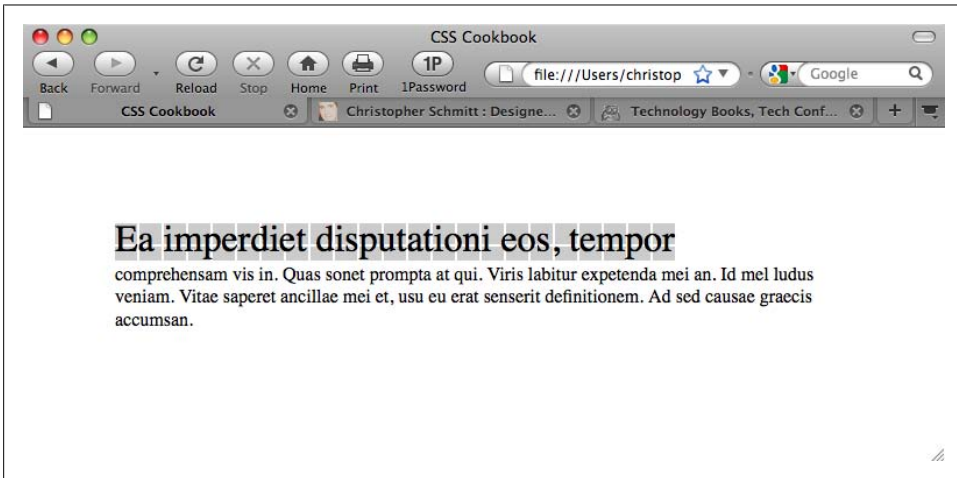 CSS Cookbook
Back Forward Reload Stop Home Print 1Password
1P
file:///Users/christop
Google
CSS Cookbook
Christopher Schmitt : Designe...
Technology Books, Tech Conf...
Ea imperdiet disputationi eos, tempor
comprehensam vis in. Quas sonet prompta at qui. Viris labitur expetenda mei an. Id mel ludus
veniam. Vitae saperet ancillae mei et, usu eu erat senserit definitionem. Ad sed causae graecis
accumsan.